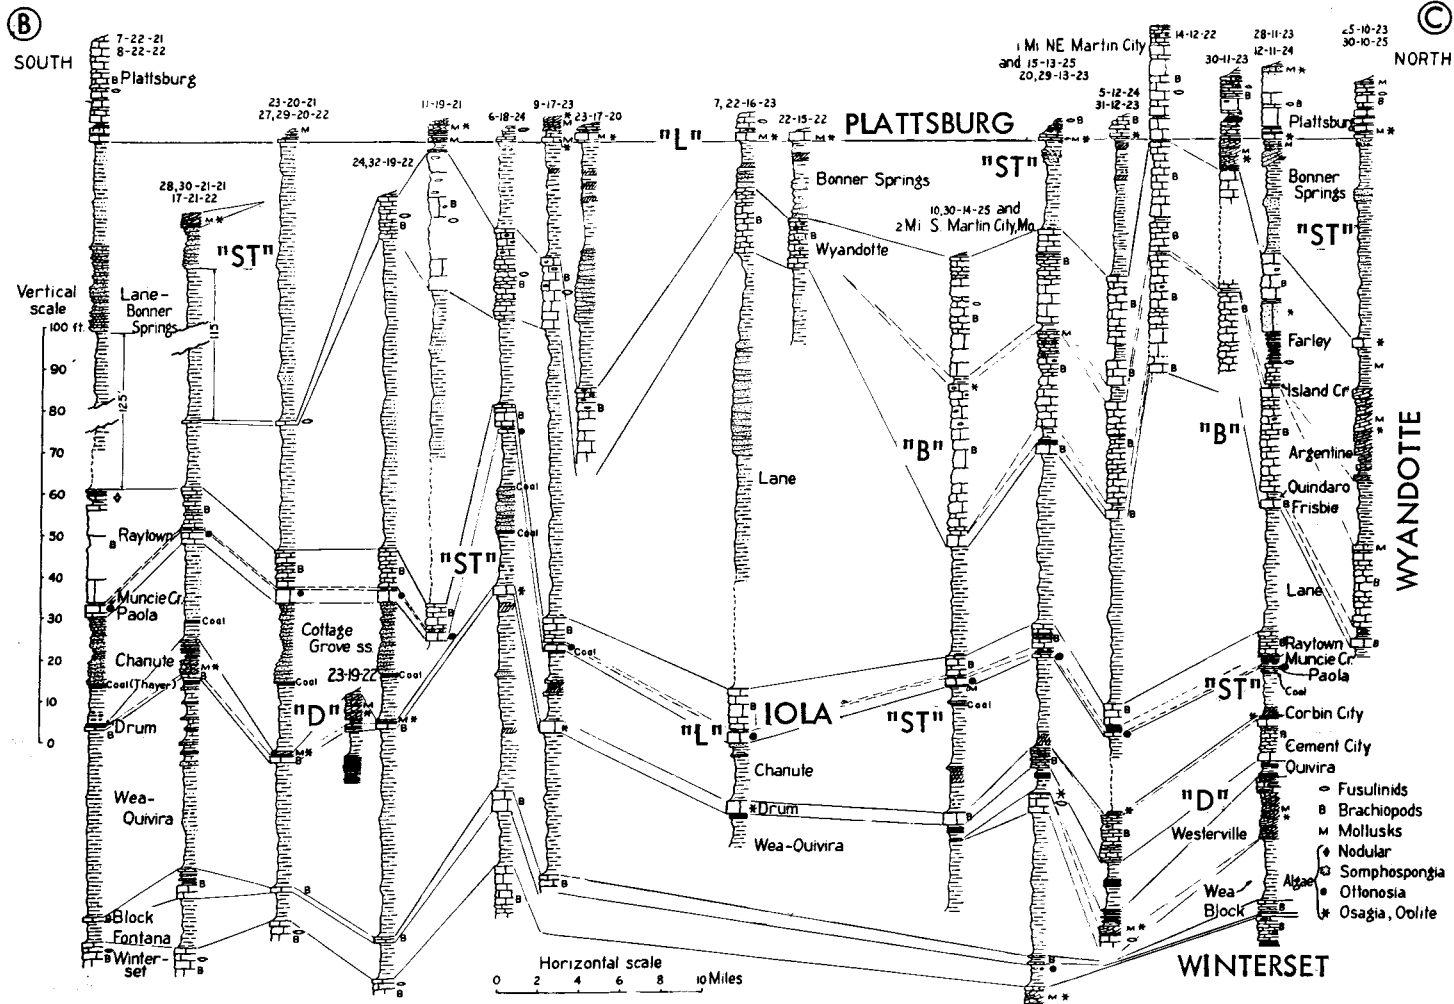 B
C
SOUTH
NORTH
7-22-21
8-22-22
B Plattsburg
28,30-21-21
17-21-22
M*
"ST"
23-20-21
27,29-20-22
M
24,32-19-22
11-19-21
M*
6-18-24
9-17-23
23-17-20
M*
"L"
7, 22-16-23
22-15-22
M*
PLATTSBURG
Bonner Springs
Wyandotte
"ST"
1 Mi NE Martin City
and 15-13-25
20,29-13-23
10,30-14-25 and
2 Mi S. Martin City, Mo.
5-12-24
31-12-23
14-12-22
30-11-23
28-11-23
12-11-24
25-10-23
30-10-25
Plattsburg
Bonner
Springs
"ST"
Farley
Island Cr.
Argentine
Quindaro
Frisbie
Lane
WYANDOTTE
"B"
"B"
Vertical
scale
100 ft.
90
80
70
60
50
40
30
20
10
0
Lane-
Bonner
Springs
125'
115'
Raytown
Muncie Cr.
Paola
Chanute
Coal (Thayer)
Drum
Wea-
Quivira
Block
Fontana
Winter-
set
Coal
Coal
Coal
Cottage
Grove ss.
23-19-22
"D"
M*
"ST"
Coal
Coal
Coal
Lane
"L"
IOLA
"ST"
Coal
Chanute
*Drum
Wea-Quivira
Raytown
Muncie Cr.
Paola
Coal
"ST"
Corbin City
Cement City
Quivira
"D"
Westerville
Wea
Block
WINTERSET
Fusulinids
B Brachiopods
M Mollusks
Nodular
Somphospongia
Algae
Ottonosia
* Osagia, Oolite
Horizontal scale
0 2 4 6 8 10 Miles